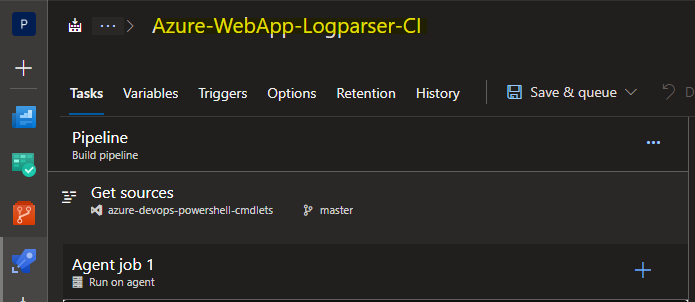 P
... > Azure-WebApp-Logparser-CI
Tasks Variables Triggers Options Retention History Save & queue D
Pipeline
Build pipeline
Get sources
azure-devops-powershell-cmdlets master
Agent job 1
Run on agent